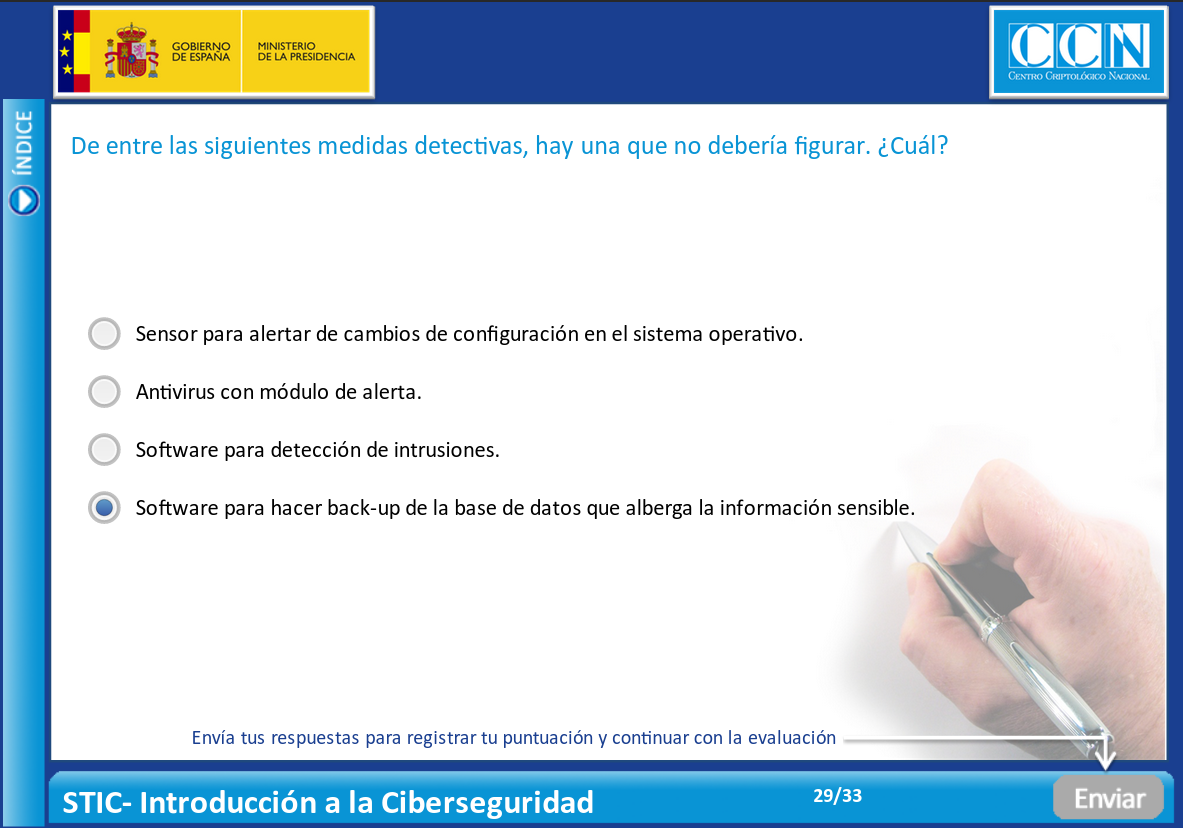 GOBIERNO
DE ESPAÑA
MINISTERIO
DE LA PRESIDENCIA
CCN
CENTRO CRIPTOLÓGICO NACIONAL
ÍNDICE
De entre las siguientes medidas detectivas, hay una que no debería figurar. ¿Cuál?
Sensor para alertar de cambios de configuración en el sistema operativo.
Antivirus con módulo de alerta.
Software para detección de intrusiones.
Software para hacer back-up de la base de datos que alberga la información sensible.
Envía tus respuestas para registrar tu puntuación y continuar con la evaluación
STIC- Introducción a la Ciberseguridad
29/33
Enviar